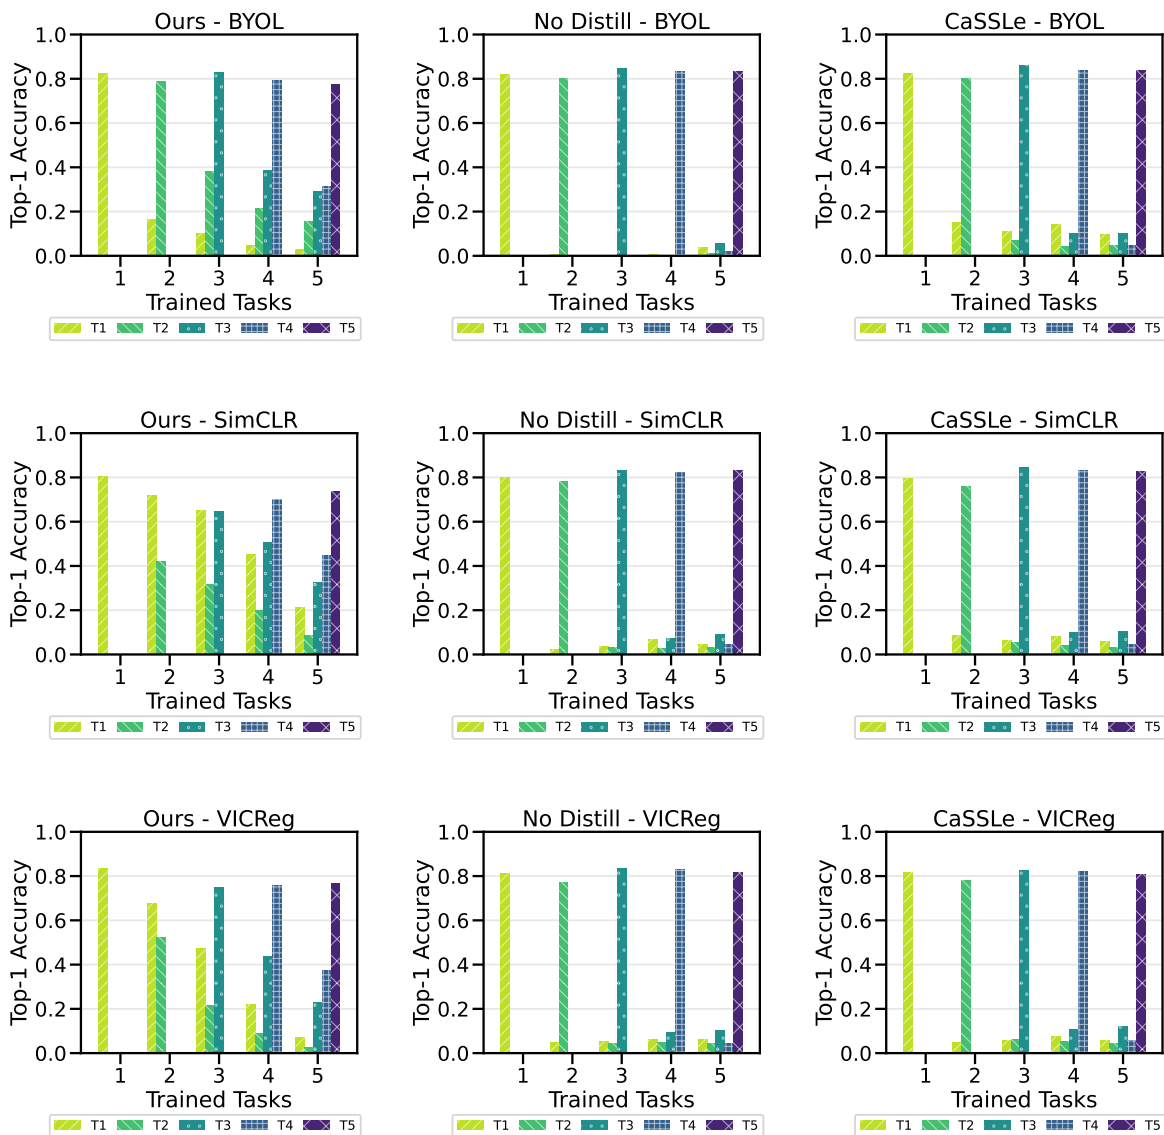 Ours - BYOL
No Distill - BYOL
CaSSLe - BYOL
Top-1 Accuracy
1.0
0.8
0.6
0.4
0.2
0.0
1 2 3 4 5
Trained Tasks
T1 T2 T3 T4 T5
Top-1 Accuracy
1.0
0.8
0.6
0.4
0.2
0.0
1 2 3 4 5
Trained Tasks
T1 T2 T3 T4 T5
Top-1 Accuracy
1.0
0.8
0.6
0.4
0.2
0.0
1 2 3 4 5
Trained Tasks
T1 T2 T3 T4 T5
Ours - SimCLR
No Distill - SimCLR
CaSSLe - SimCLR
Top-1 Accuracy
1.0
0.8
0.6
0.4
0.2
0.0
1 2 3 4 5
Trained Tasks
T1 T2 T3 T4 T5
Top-1 Accuracy
1.0
0.8
0.6
0.4
0.2
0.0
1 2 3 4 5
Trained Tasks
T1 T2 T3 T4 T5
Top-1 Accuracy
1.0
0.8
0.6
0.4
0.2
0.0
1 2 3 4 5
Trained Tasks
T1 T2 T3 T4 T5
Ours - VICReg
No Distill - VICReg
CaSSLe - VICReg
Top-1 Accuracy
1.0
0.8
0.6
0.4
0.2
0.0
1 2 3 4 5
Trained Tasks
T1 T2 T3 T4 T5
Top-1 Accuracy
1.0
0.8
0.6
0.4
0.2
0.0
1 2 3 4 5
Trained Tasks
T1 T2 T3 T4 T5
Top-1 Accuracy
1.0
0.8
0.6
0.4
0.2
0.0
1 2 3 4 5
Trained Tasks
T1 T2 T3 T4 T5